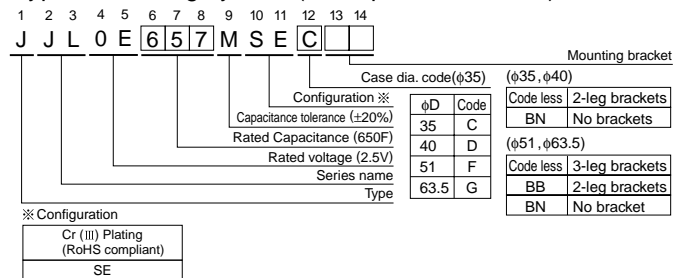 1 2 3 4 5 6 7 8 9 10 11 12 13 14
J J L 0 E 6 5 7 M S E C
Mounting bracket
Case dia. code(φ35)
Configuration ※
Capacitance tolerance (±20%)
Rated Capacitance (650F)
Rated voltage (2.5V)
Series name
Type
φD Code
35 C
40 D
51 F
63.5 G
(φ35,φ40)
Code less 2-leg brackets
BN No brackets
(φ51,φ63.5)
Code less 3-leg brackets
BB 2-leg brackets
BN No bracket
※Configuration
Cr (Ⅲ) Plating
(RoHS compliant)
SE